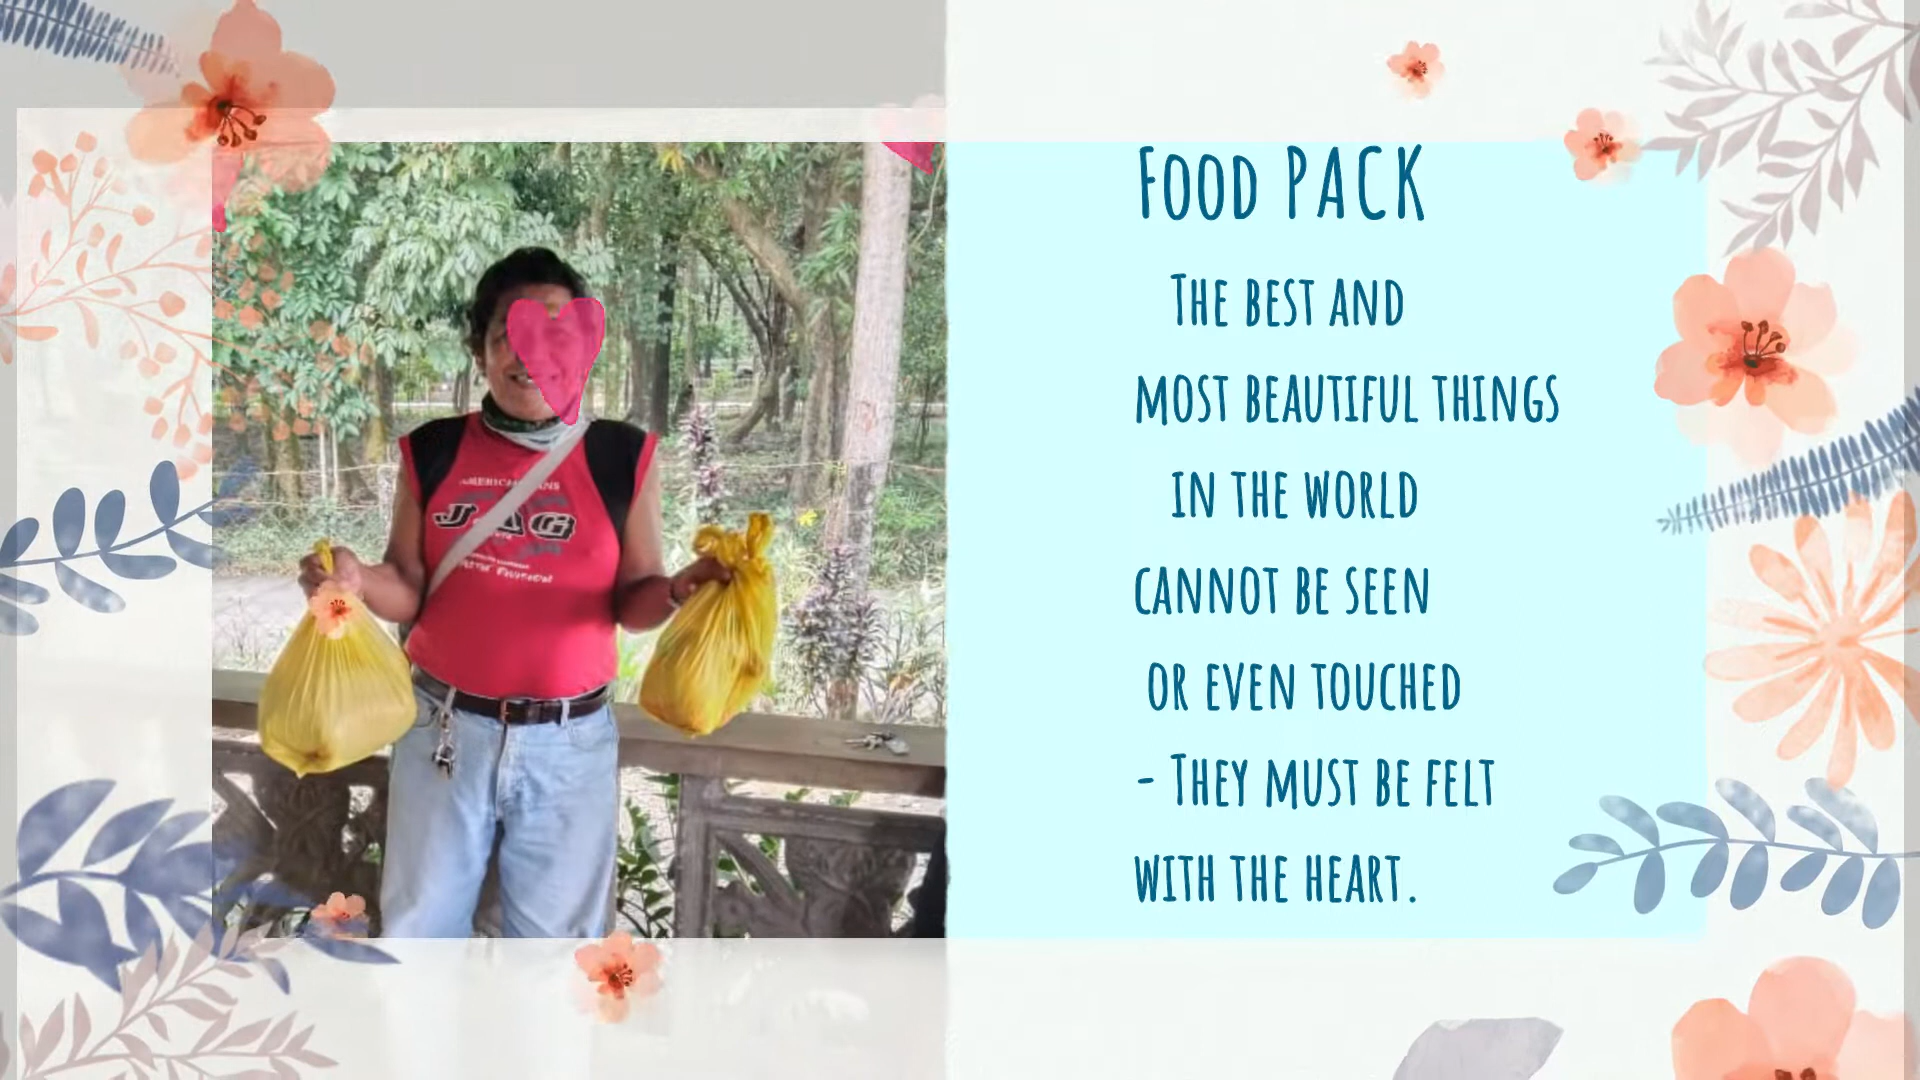 Food PACK
The best and
most beautiful things
in the world
cannot be seen
or even touched
- They must be felt
with the heart.
JAG